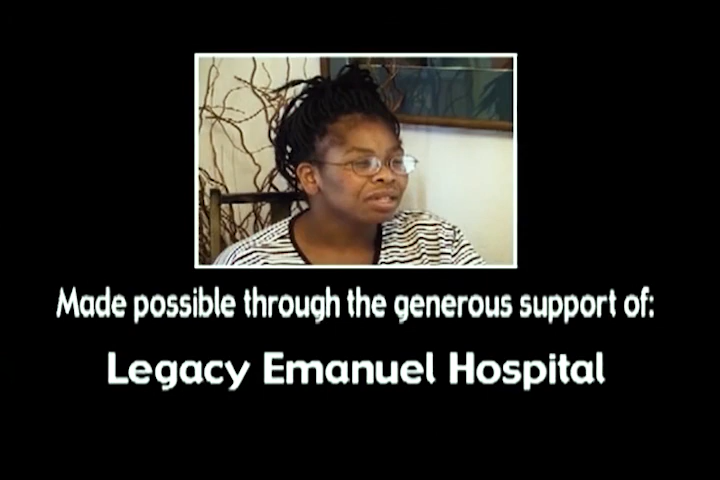 Made possible through the generous support of:
Legacy Emanuel Hospital